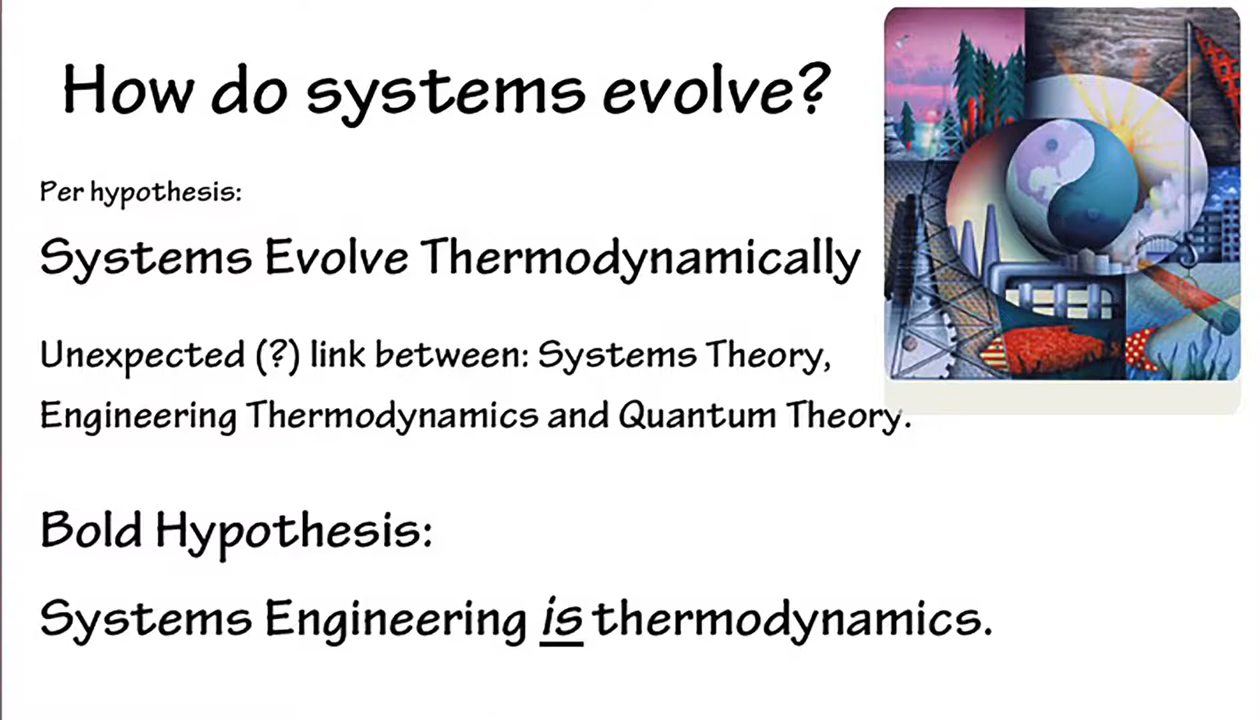 How do systems evolve?
Per hypothesis:
Systems Evolve Thermodynamically
Unexpected (?) link between: Systems Theory,
Engineering Thermodynamics and Quantum Theory.
Bold Hypothesis:
Systems Engineering is thermodynamics.